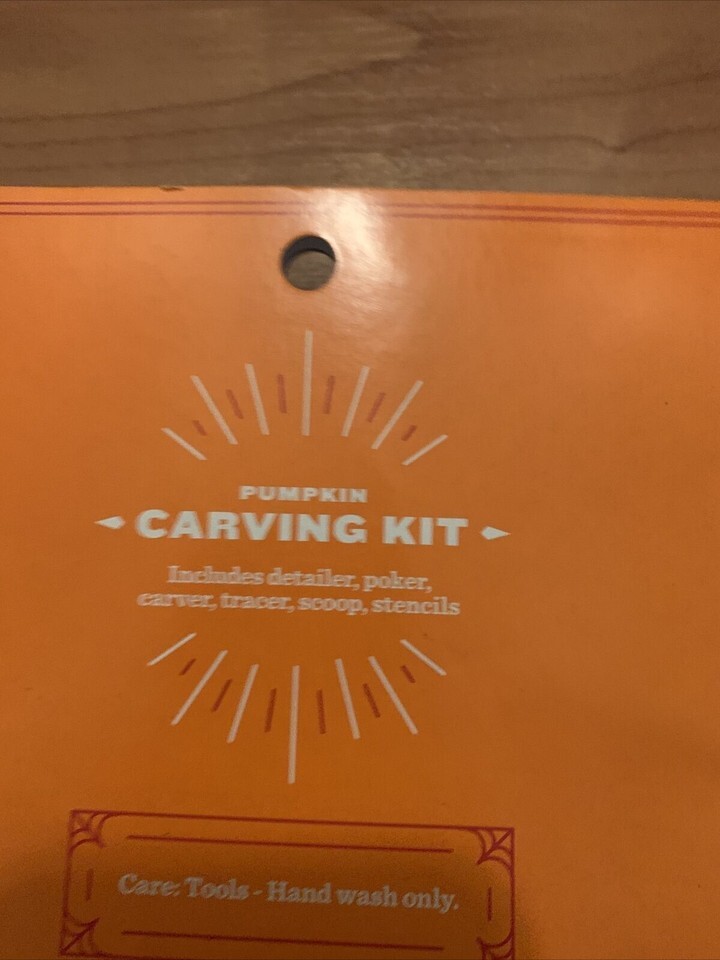 PUMPKIN
CARVING KIT
Includes detailer, poker,
carver, tracer, scoop, stencils
Care: Tools - Hand wash only.